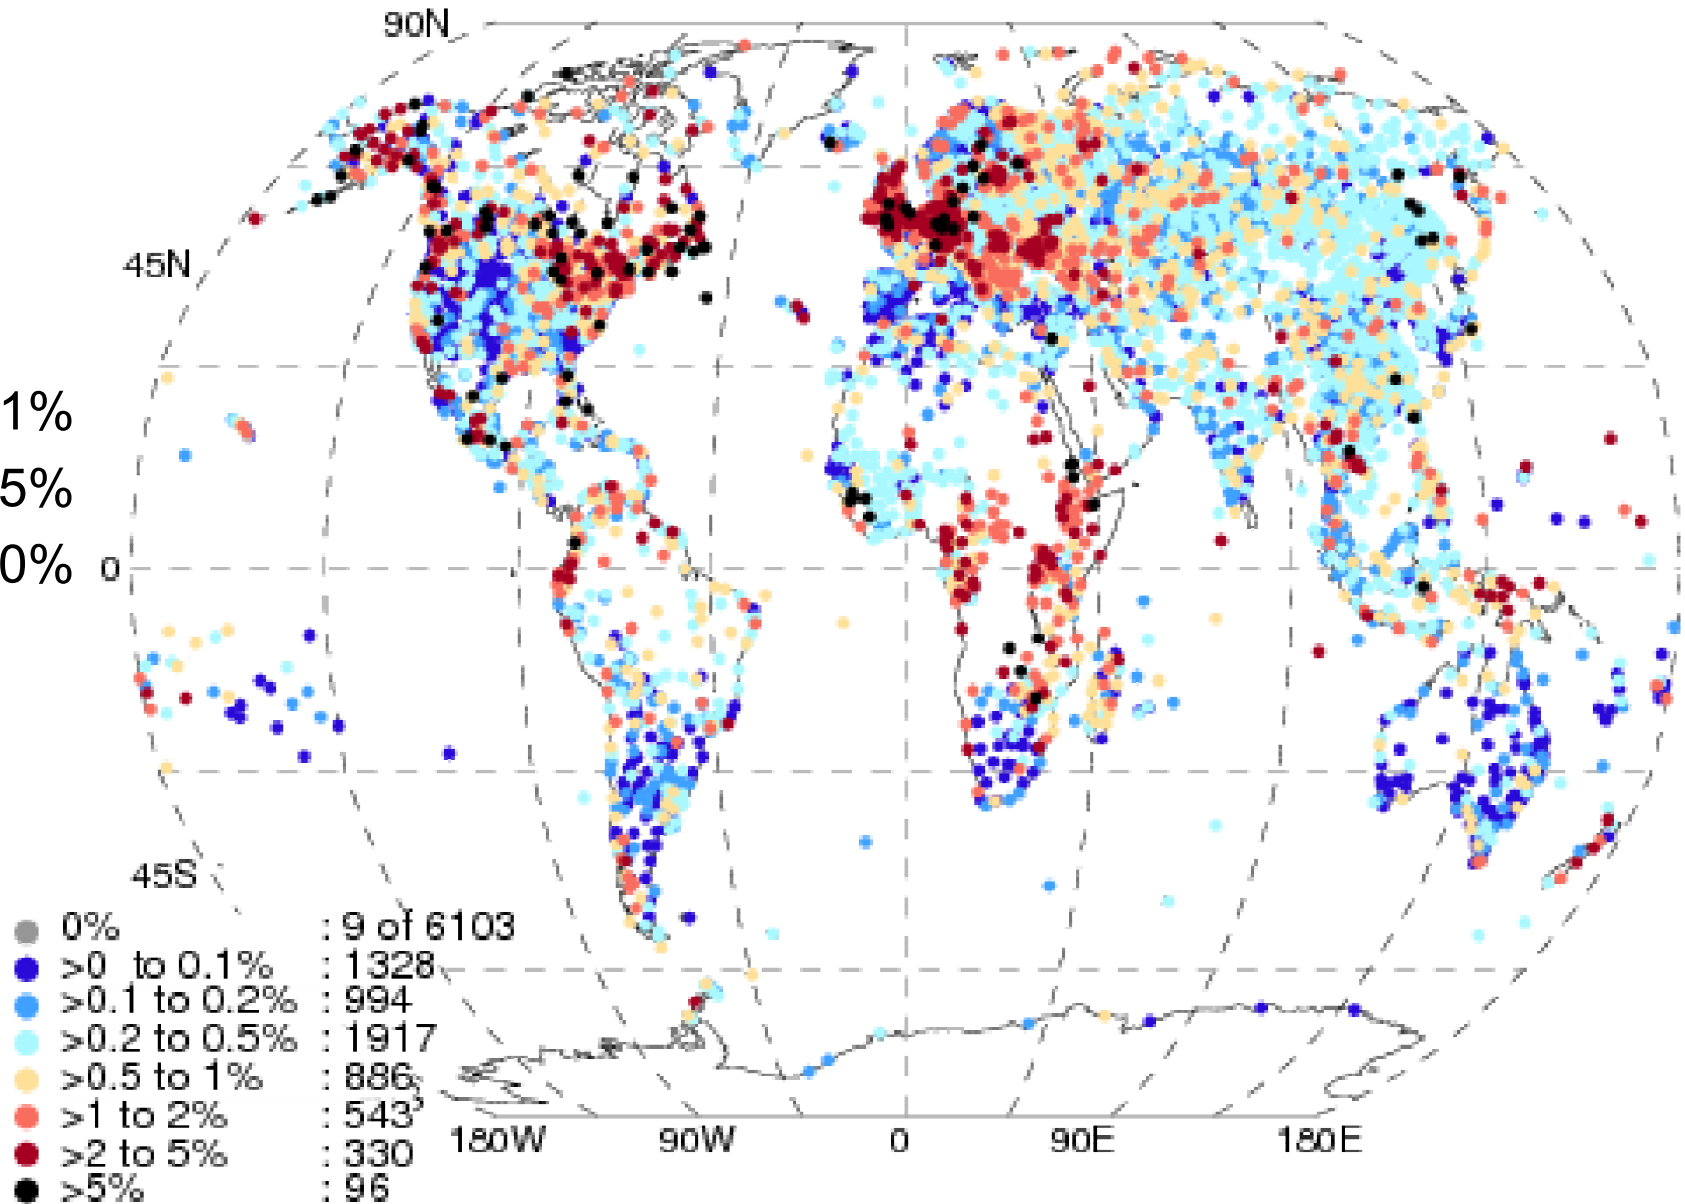 90N
45N
1%
5%
0%
0
45S
0% : 9 of 6103
>0 to 0.1% : 1328
>0.1 to 0.2% : 994
>0.2 to 0.5% : 1917
>0.5 to 1% : 886
>1 to 2% : 543
>2 to 5% : 330
>5% : 96
180W 90W 0 90E 180E